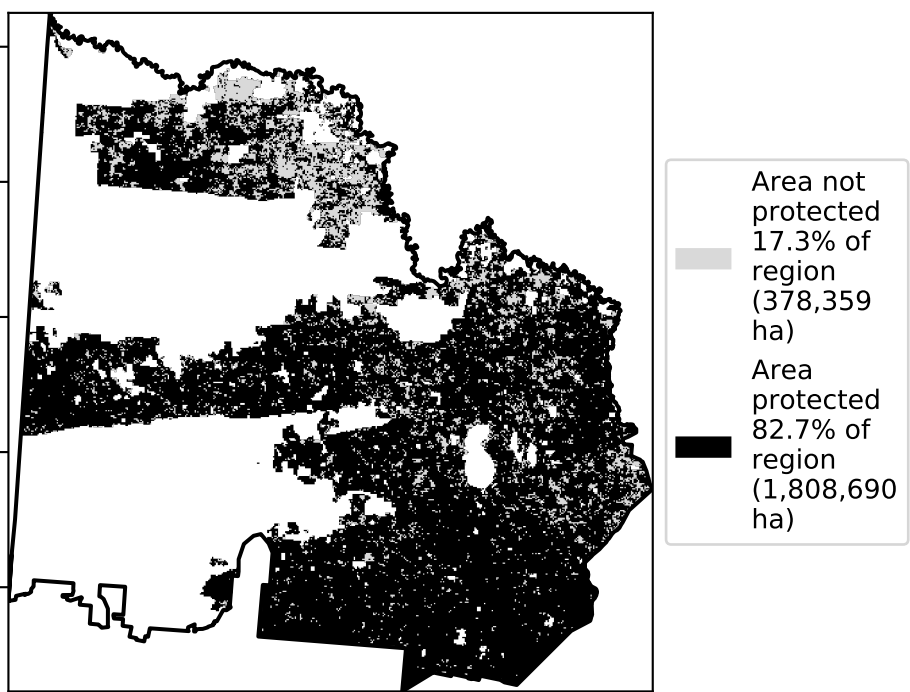 Area not
protected
17.3% of
region
(378,359
ha)
Area
protected
82.7% of
region
(1,808,690
ha)